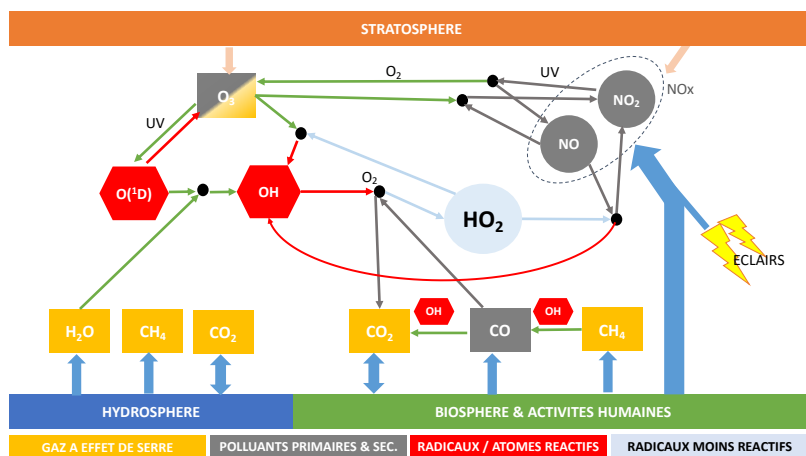 STRATOSPHERE
O₂
UV
NOx
O₃
NO₂
UV
NO
O(¹D)
OH
O₂
HO₂
ECLAIRS
H₂O
CH₄
CO₂
CO₂
OH
CO
OH
CH₄
HYDROSPHERE
BIOSPHERE & ACTIVITES HUMAINES
GAZ A EFFET DE SERRE
POLLUANTS PRIMAIRES & SEC.
RADICAUX / ATOMES REACTIFS
RADICAUX MOINS REACTIFS